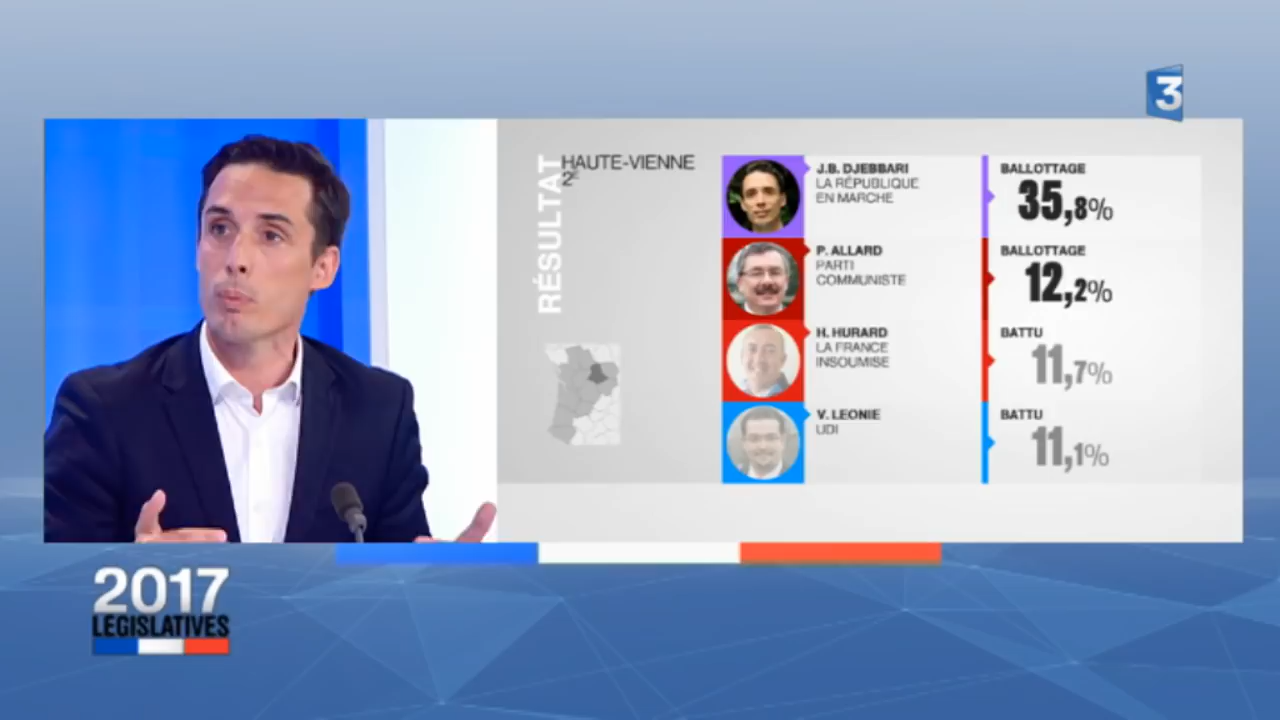 3
RÉSULTAT
HAUTE-VIENNE
2e
J.B. DJEBBARI
LA RÉPUBLIQUE
EN MARCHE
BALLOTTAGE
35,8%
P. ALLARD
PARTI
COMMUNISTE
BALLOTTAGE
12,2%
H. HURARD
LA FRANCE
INSOUMISE
BATTU
11,7%
V. LEONIE
UDI
BATTU
11,1%
2017
LÉGISLATIVES